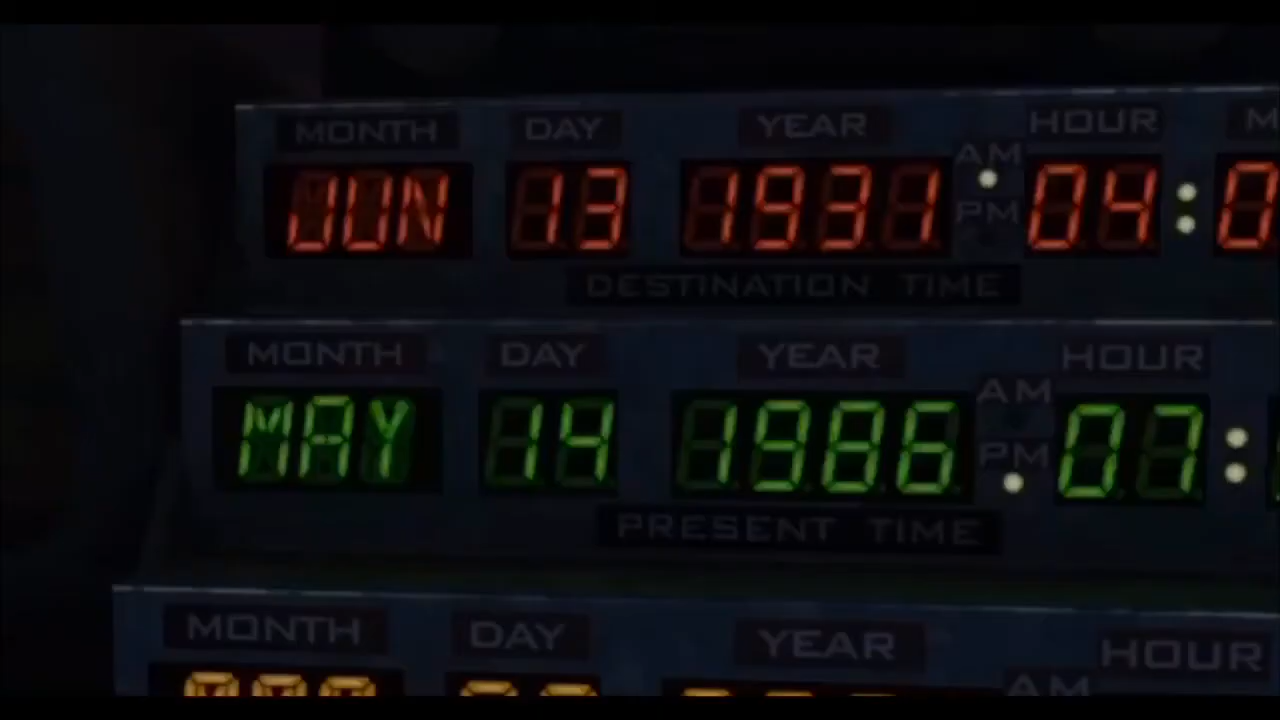 MONTH DAY YEAR HOUR
JUN 13 1931 AM PM 04 : 0
DESTINATION TIME
MONTH DAY YEAR HOUR
MAY 14 1986 AM PM 07 :
PRESENT TIME
MONTH DAY YEAR HOUR
AM